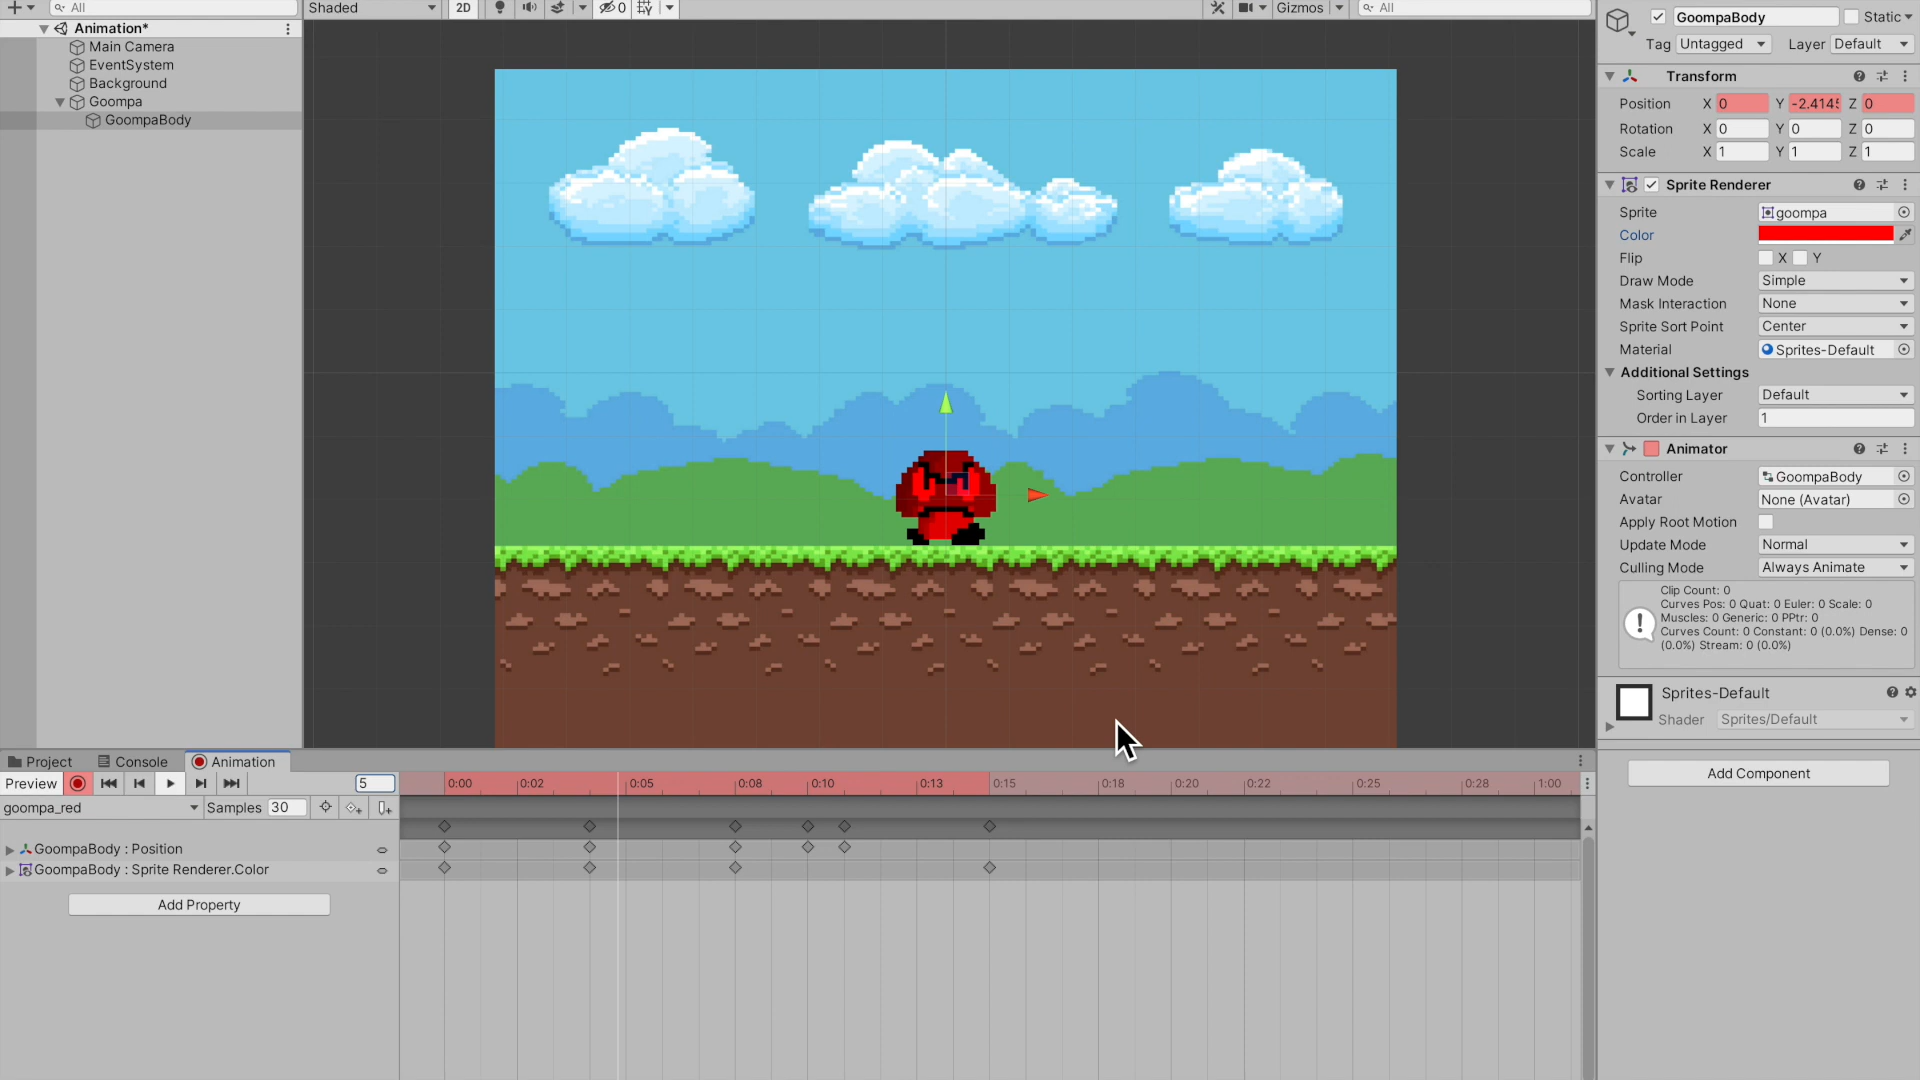 All
Shaded
2D
0
Gizmos
All
GoompaBody
Static
Animation*
Main Camera
EventSystem
Background
Goompa
GoompaBody
Tag Untagged Layer Default
Transform
Position X 0 Y -2.4145 Z 0
Rotation X 0 Y 0 Z 0
Scale X 1 Y 1 Z 1
Sprite Renderer
Sprite goompa
Color
Flip X Y
Draw Mode Simple
Mask Interaction None
Sprite Sort Point Center
Material Sprites-Default
Additional Settings
Sorting Layer Default
Order in Layer 1
Animator
Controller GoompaBody
Avatar None (Avatar)
Apply Root Motion
Update Mode Normal
Culling Mode Always Animate
Clip Count: 0
Curves Pos: 0 Quat: 0 Euler: 0 Scale: 0
Muscles: 0 Generic: 0 PPtr: 0
Curves Count: 0 Constant: 0 (0.0%) Dense: 0
(0.0%) Stream: 0 (0.0%)
Sprites-Default
Shader Sprites/Default
Add Component
Project Console Animation
Preview 5 0:00 0:02 0:05 0:08 0:10 0:13 0:15 0:18 0:20 0:22 0:25 0:28 1:00
goompa_red Samples 30
GoompaBody : Position
GoompaBody : Sprite Renderer.Color
Add Property